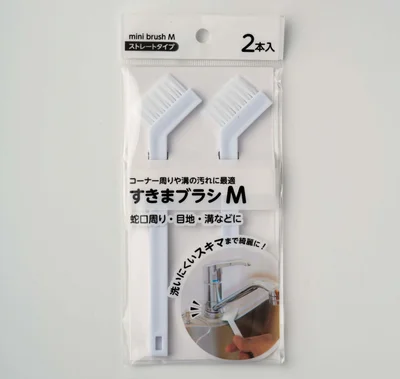 mini brush M
ストレートタイプ
2本入
コーナー周りや溝の汚れに最適
すきまブラシ M
蛇口周り・目地・溝などに
洗いにくいスキマまで綺麗に!